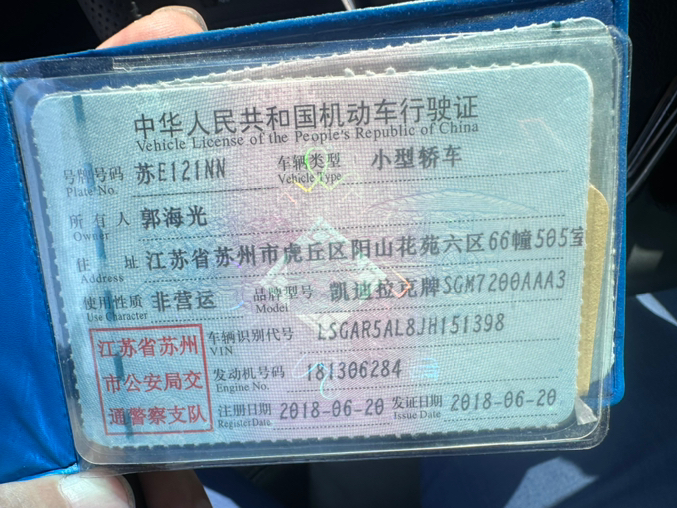 中华人民共和国机动车行驶证
Vehicle License of the People's Republic of China
号牌号码 苏E121NN 车辆类型 小型轿车
Plate No. Vehicle Type
所有人 郭海光
Owner
住址 江苏省苏州市虎丘区阳山花苑六区66幢505室
Address
使用性质 非营运 品牌型号 凯迪拉克牌SGM7200AAA3
Use Character Model
江苏省苏州 车辆识别代号 LSGAR5AL8JH151398
VIN
市公安局交 发动机号码 181306284
Engine No.
通警察支队 注册日期 2018-06-20 发证日期 2018-06-20
Register Date Issue Date